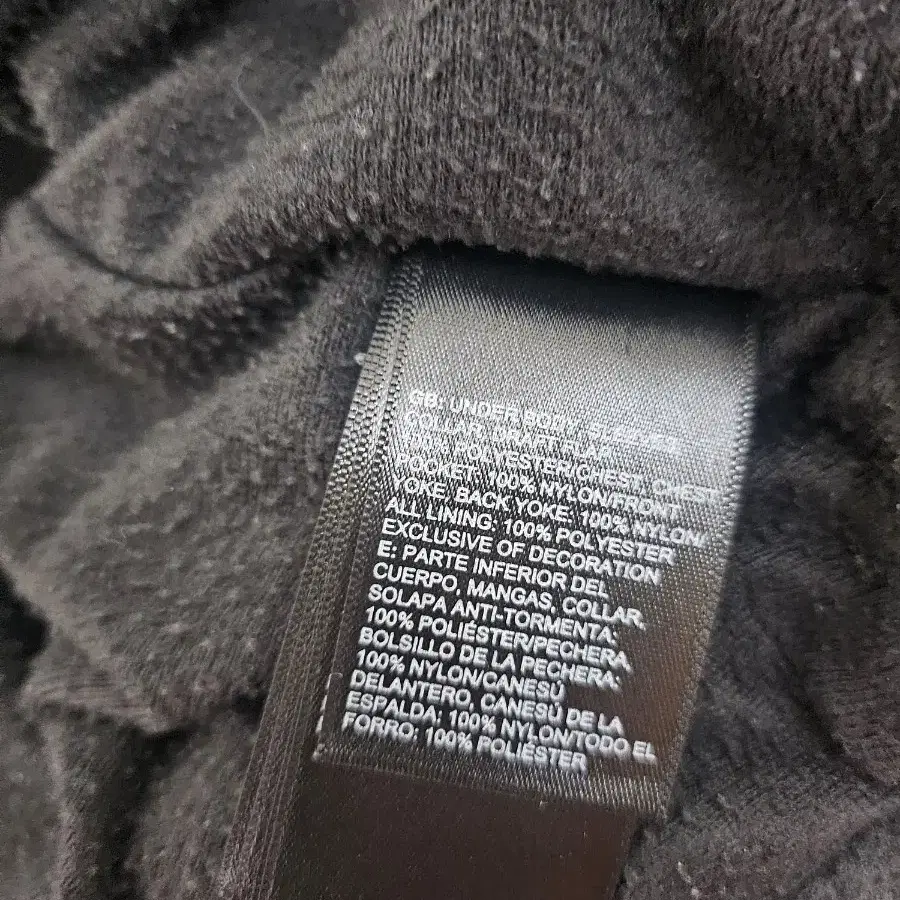 GB: UNDER BODY, SLEEVES,
COLLAR, DRAFT FLAP:
100% POLYESTER/CHEST, CHEST
POCKET: 100% NYLON/FRONT
YOKE, BACK YOKE: 100% NYLON/
ALL LINING: 100% POLYESTER
EXCLUSIVE OF DECORATION
E: PARTE INFERIOR DEL
CUERPO, MANGAS, COLLAR,
SOLAPA ANTI-TORMENTA:
100% POLIÉSTER/PECHERA,
BOLSILLO DE LA PECHERA:
100% NYLON/CANESÚ
DELANTERO, CANESÚ DE LA
ESPALDA: 100% NYLON/TODO EL
FORRO: 100% POLIÉSTER